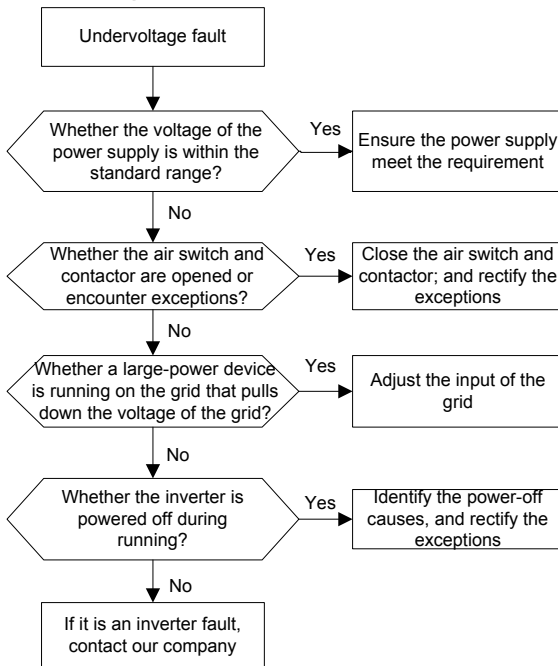 Undervoltage fault
Whether the voltage of the
power supply is within the
standard range?
Yes
Ensure the power supply
meet the requirement
No
Whether the air switch and
contactor are opened or
encounter exceptions?
Yes
Close the air switch and
contactor; and rectify the
exceptions
No
Whether a large-power device
is running on the grid that pulls
down the voltage of the grid?
Yes
Adjust the input of the
grid
No
Whether the inverter is
powered off during
running?
Yes
Identify the power-off
causes, and rectify the
exceptions
No
If it is an inverter fault,
contact our company